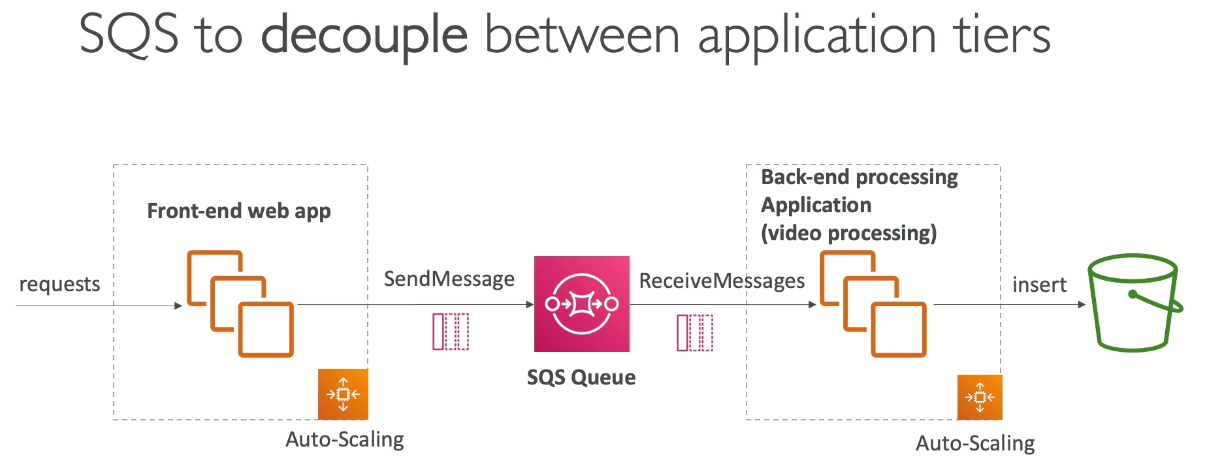 SQS to decouple between application tiers
Front-end web app
requests
Auto-Scaling
SendMessage
SQS Queue
ReceiveMessages
Back-end processing
Application
(video processing)
Auto-Scaling
insert